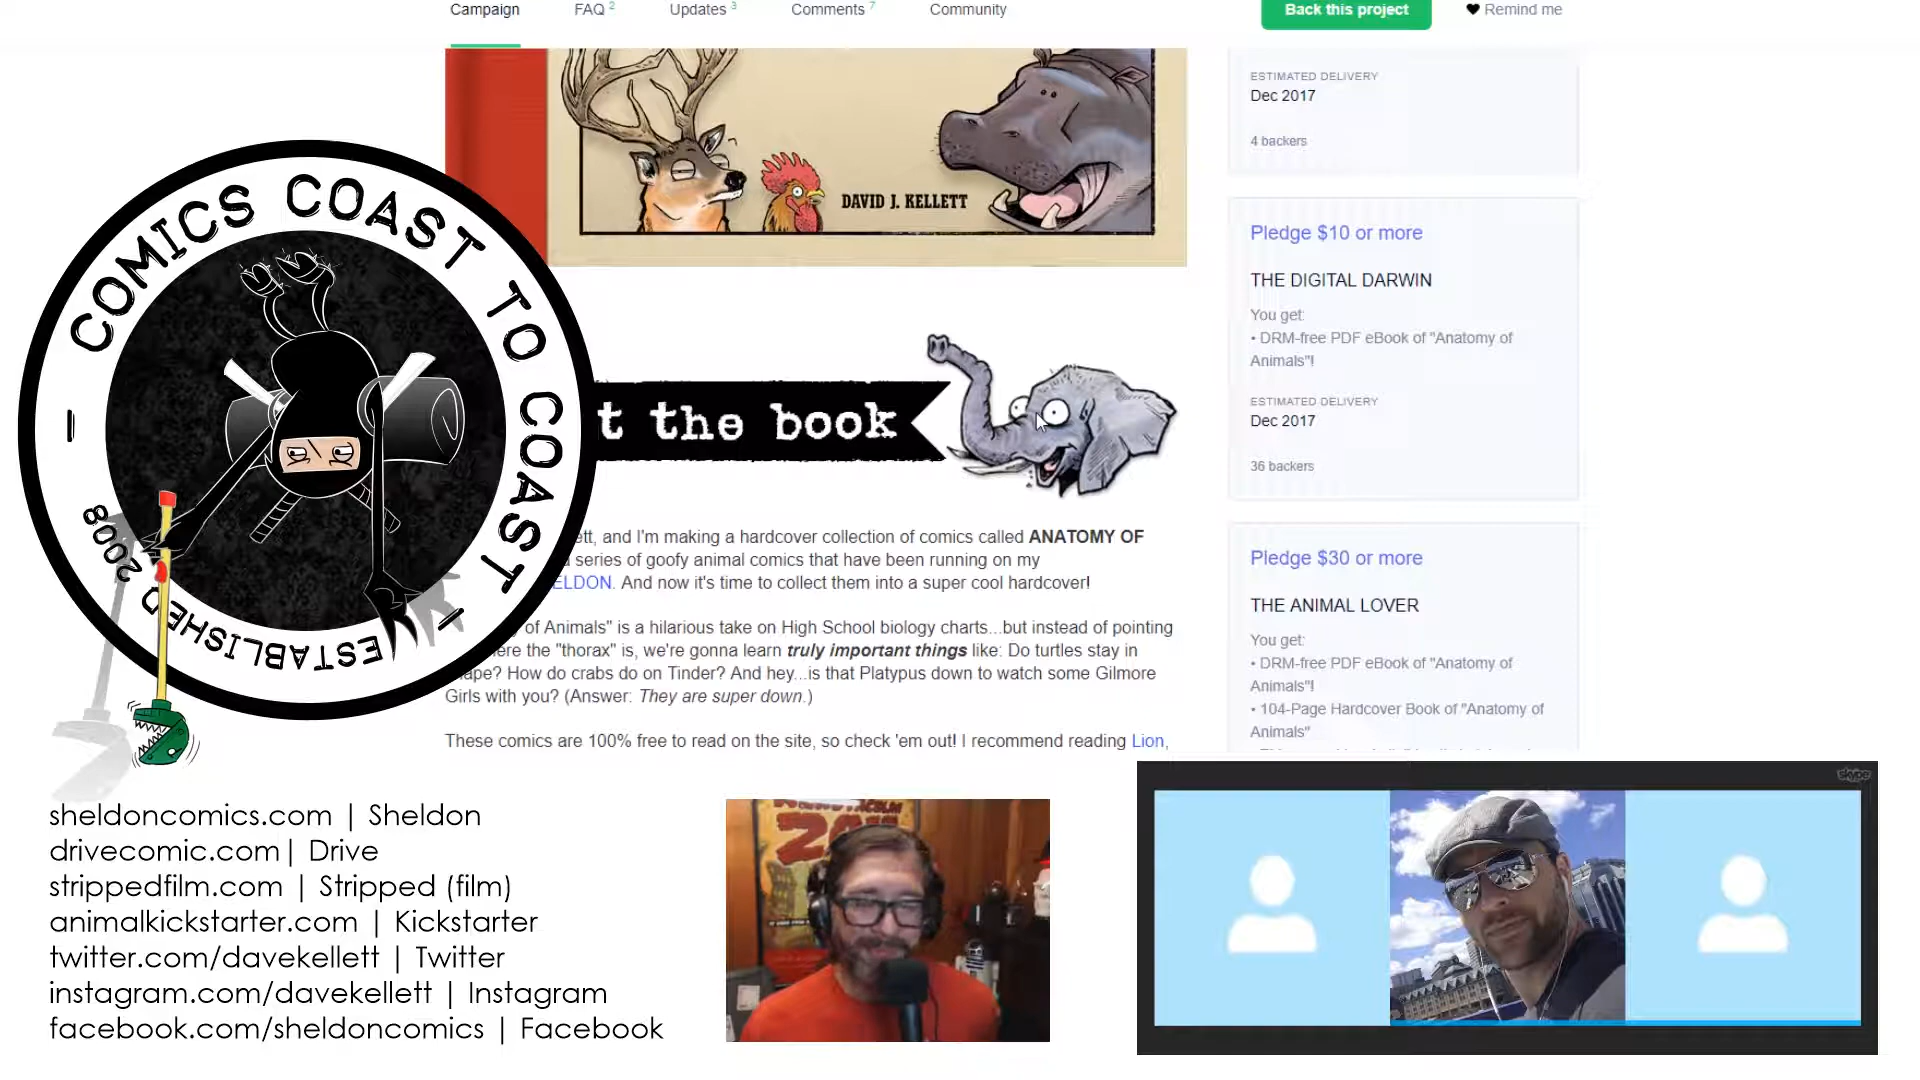 Campaign
FAQ 2
Updates 3
Comments 7
Community
Back this project
Remind me
DAVID J. KELLETT
COMICS COAST TO COAST
ESTABLISHED 2008
t the book
ett, and I'm making a hardcover collection of comics called ANATOMY OF
series of goofy animal comics that have been running on my
ELDON. And now it's time to collect them into a super cool hardcover!
of Animals" is a hilarious take on High School biology charts...but instead of pointing
ere the "thorax" is, we're gonna learn truly important things like: Do turtles stay in
ape? How do crabs do on Tinder? And hey...is that Platypus down to watch some Gilmore
Girls with you? (Answer: They are super down.)
These comics are 100% free to read on the site, so check 'em out! I recommend reading Lion,
ESTIMATED DELIVERY
Dec 2017
4 backers
Pledge $10 or more
THE DIGITAL DARWIN
You get:
• DRM-free PDF eBook of "Anatomy of
Animals"!
ESTIMATED DELIVERY
Dec 2017
36 backers
Pledge $30 or more
THE ANIMAL LOVER
You get:
• DRM-free PDF eBook of "Anatomy of
Animals"!
• 104-Page Hardcover Book of "Anatomy of
Animals"
sheldoncomics.com | Sheldon
drivecomic.com| Drive
strippedfilm.com | Stripped (film)
animalkickstarter.com | Kickstarter
twitter.com/davekellett | Twitter
instagram.com/davekellett | Instagram
facebook.com/sheldoncomics | Facebook
skype